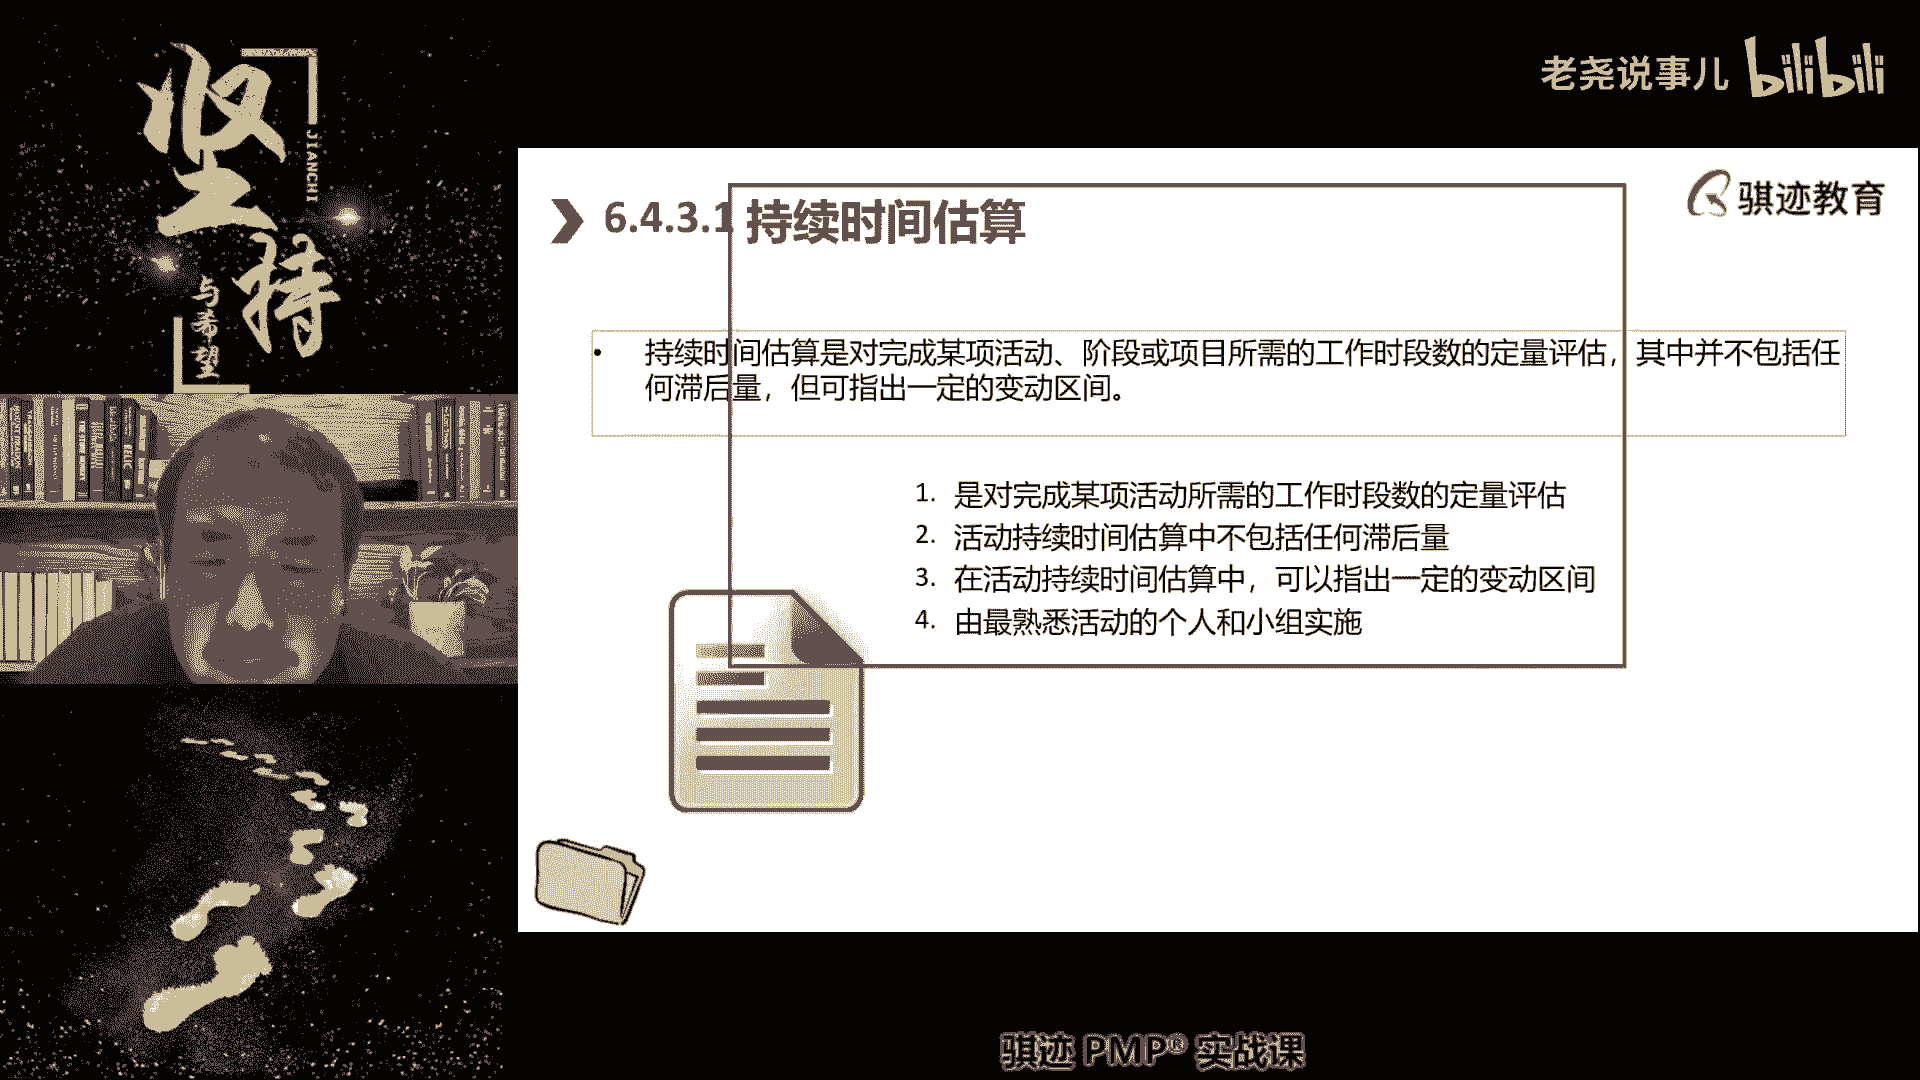 坚
持
JIANCHI
与希望
老尧说事儿 bilibili
骐迹教育
6.4.3.1 持续时间估算
• 持续时间估算是对完成某项活动、阶段或项目所需的工作时段数的定量评估，其中并不包括任
何滞后量，但可指出一定的变动区间。
1. 是对完成某项活动所需的工作时段数的定量评估
2. 活动持续时间估算中不包括任何滞后量
3. 在活动持续时间估算中，可以指出一定的变动区间
4. 由最熟悉活动的个人和小组实施
骐迹 PMP® 实战课